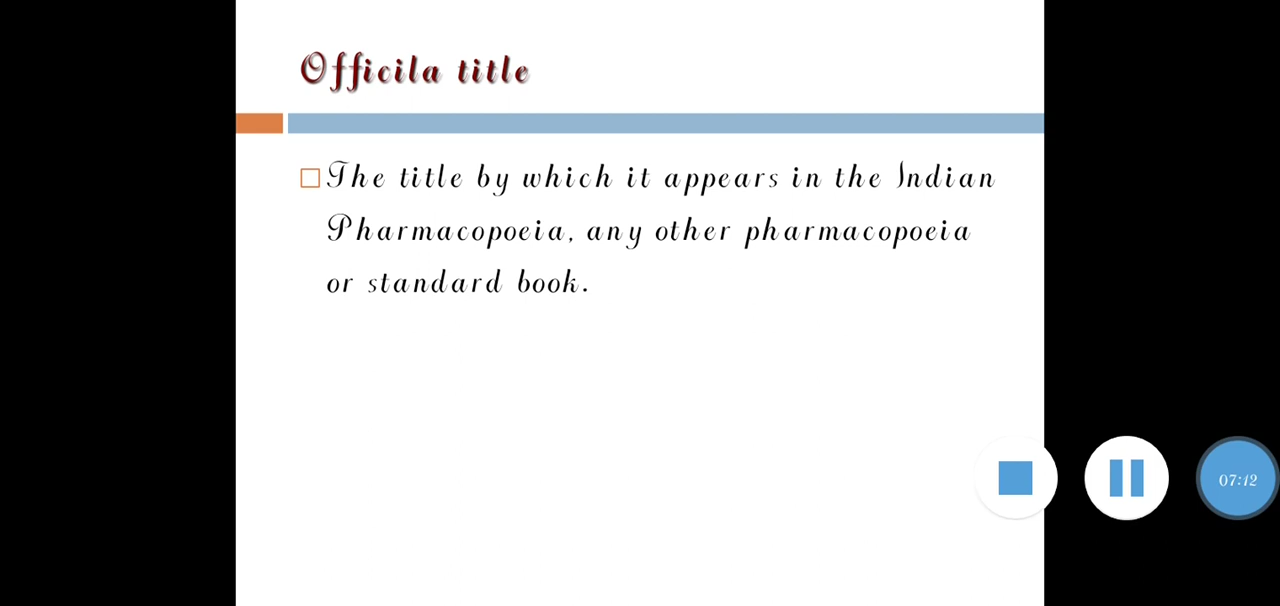 Officila title
The title by which it appears in the Indian
Pharmacopoeia, any other pharmacopoeia
or standard book.
07:12